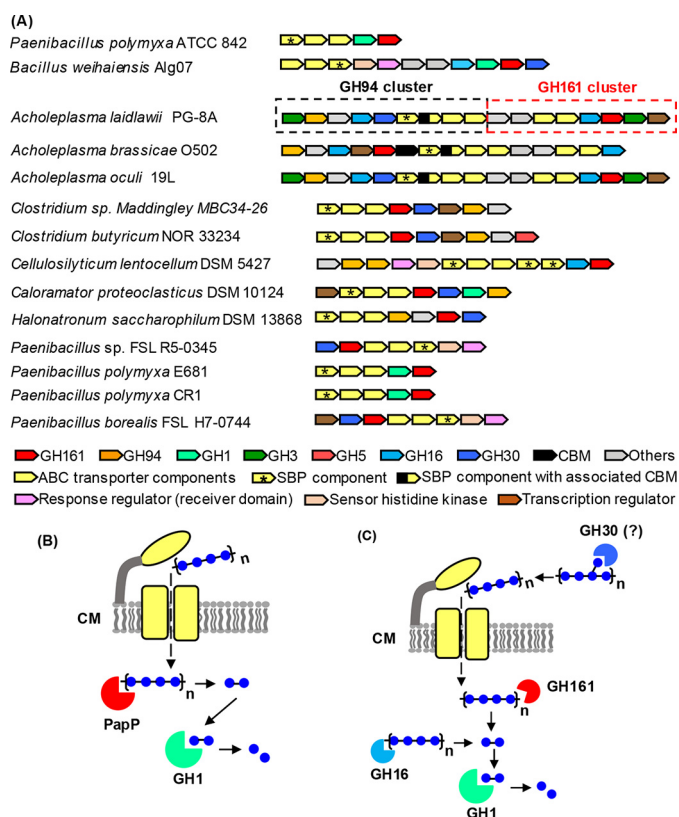 (A)
Paenibacillus polymyxa ATCC 842
Bacillus weihaiensis Alg07
GH94 cluster GH161 cluster
Acholeplasma laidlawii PG-8A
Acholeplasma brassicae O502
Acholeplasma oculi 19L
Clostridium sp. Maddingley MBC34-26
Clostridium butyricum NOR 33234
Cellulosilyticum lentocellum DSM 5427
Caloramator proteoclasticus DSM 10124
Halonatronum saccharophilum DSM 13868
Paenibacillus sp. FSL R5-0345
Paenibacillus polymyxa E681
Paenibacillus polymyxa CR1
Paenibacillus borealis FSL H7-0744
GH161 GH94 GH1 GH3 GH5 GH16 GH30 CBM Others
ABC transporter components SBP component SBP component with associated CBM
Response regulator (receiver domain) Sensor histidine kinase Transcription regulator
(B)
n
CM
n
PapP
GH1
(C)
GH30 (?)
n
n
CM
GH161
n
n
GH16
GH1